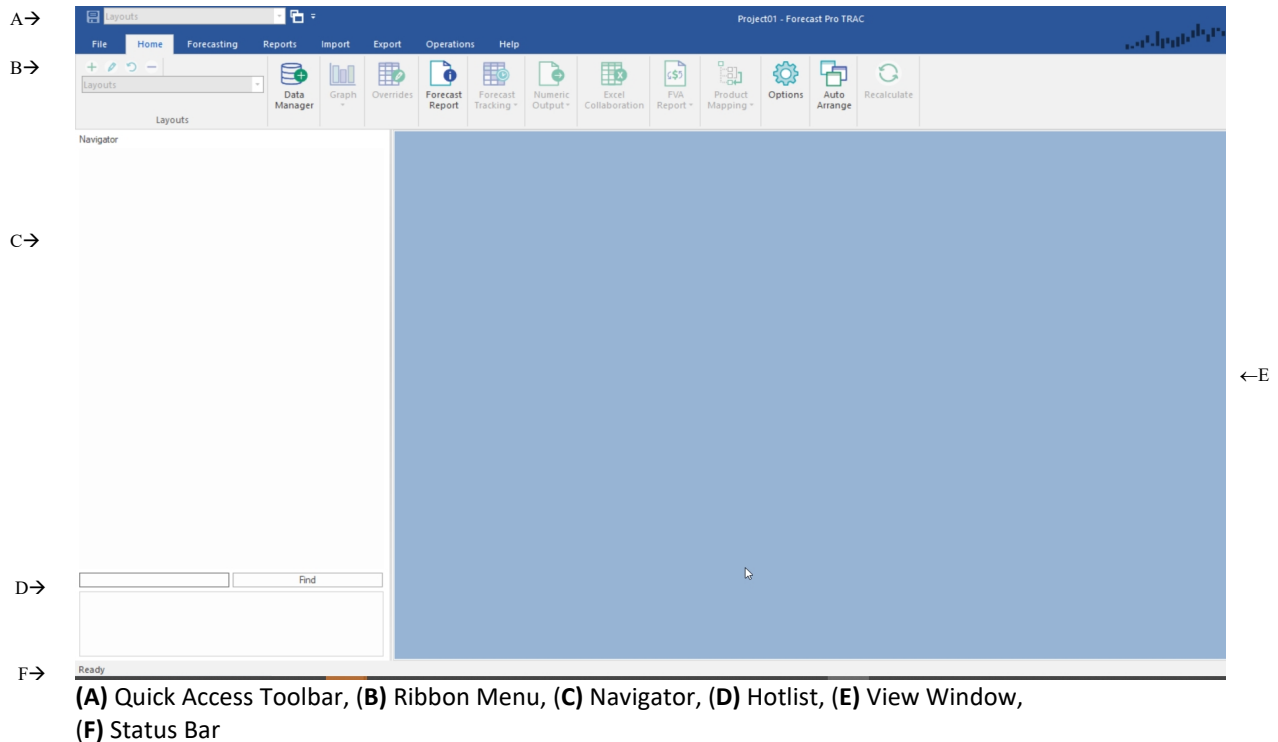 A→
Layouts
Project01 - Forecast Pro TRAC
File Home Forecasting Reports Import Export Operations Help
B→
Layouts
Data Manager
Graph
Overrides
Forecast Report
Forecast Tracking
Numeric Output
Excel Collaboration
FVA Report
Product Mapping
Options
Auto Arrange
Recalculate
Layouts
Navigator
C→
←E
D→
Find
F→
Ready
(A) Quick Access Toolbar, (B) Ribbon Menu, (C) Navigator, (D) Hotlist, (E) View Window,
(F) Status Bar